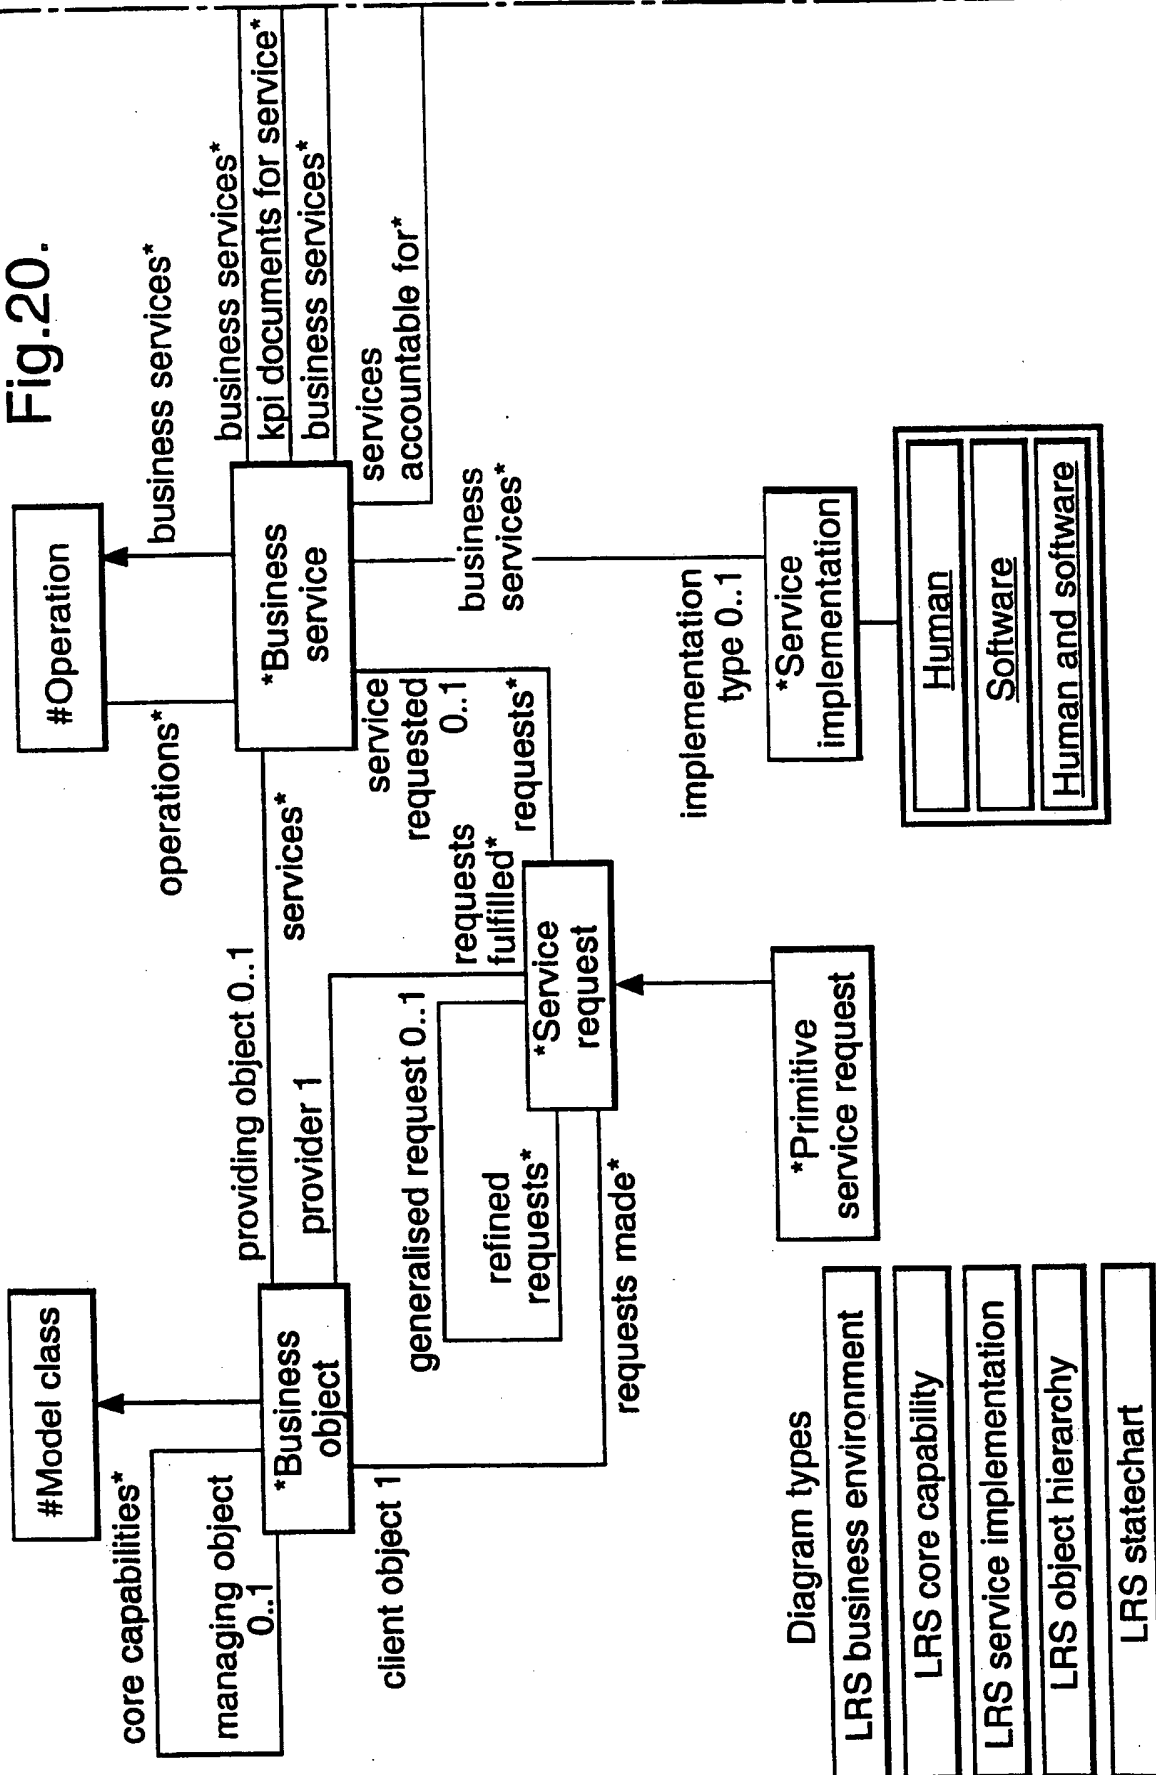 Fig.20.
#Model class
#Operation
core capabilities*
managing object
0..1
operations*
business services*
*Business
object
providing object 0..1
services*
*Business
service
business services*
kpi documents for service*
business services*
services
accountable for*
provider 1
client object 1
generalised request 0..1
refined
requests*
requests made*
requests
fulfilled*
service
requested
0..1
requests*
*Service
request
business
services*
implementation
type 0..1
*Primitive
service request
*Service
implementation
Human
Software
Human and software
Diagram types
LRS business environment
LRS core capability
LRS service implementation
LRS object hierarchy
LRS statechart